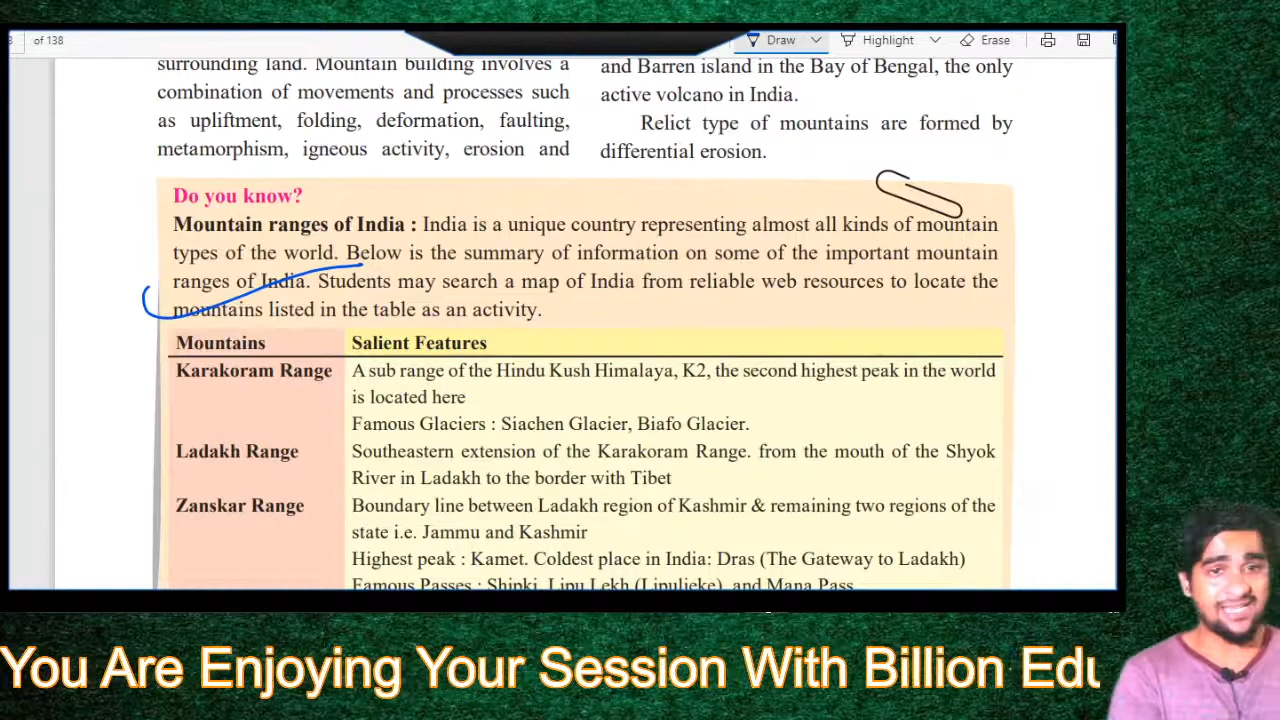 of 138
Draw
Highlight
Erase
surrounding land. Mountain building involves a
combination of movements and processes such
as upliftment, folding, deformation, faulting,
metamorphism, igneous activity, erosion and
and Barren island in the Bay of Bengal, the only
active volcano in India.
Relict type of mountains are formed by
differential erosion.
Do you know?
Mountain ranges of India : India is a unique country representing almost all kinds of mountain
types of the world. Below is the summary of information on some of the important mountain
ranges of India. Students may search a map of India from reliable web resources to locate the
mountains listed in the table as an activity.
Mountains Salient Features
Karakoram Range A sub range of the Hindu Kush Himalaya, K2, the second highest peak in the world
is located here
Famous Glaciers : Siachen Glacier, Biafo Glacier.
Ladakh Range Southeastern extension of the Karakoram Range. from the mouth of the Shyok
River in Ladakh to the border with Tibet
Zanskar Range Boundary line between Ladakh region of Kashmir & remaining two regions of the
state i.e. Jammu and Kashmir
Highest peak : Kamet. Coldest place in India: Dras (The Gateway to Ladakh)
Famous Passes : Shipki, Lipu Lekh (Lipulieke), and Mana Pass
You Are Enjoying Your Session With Billion Edu